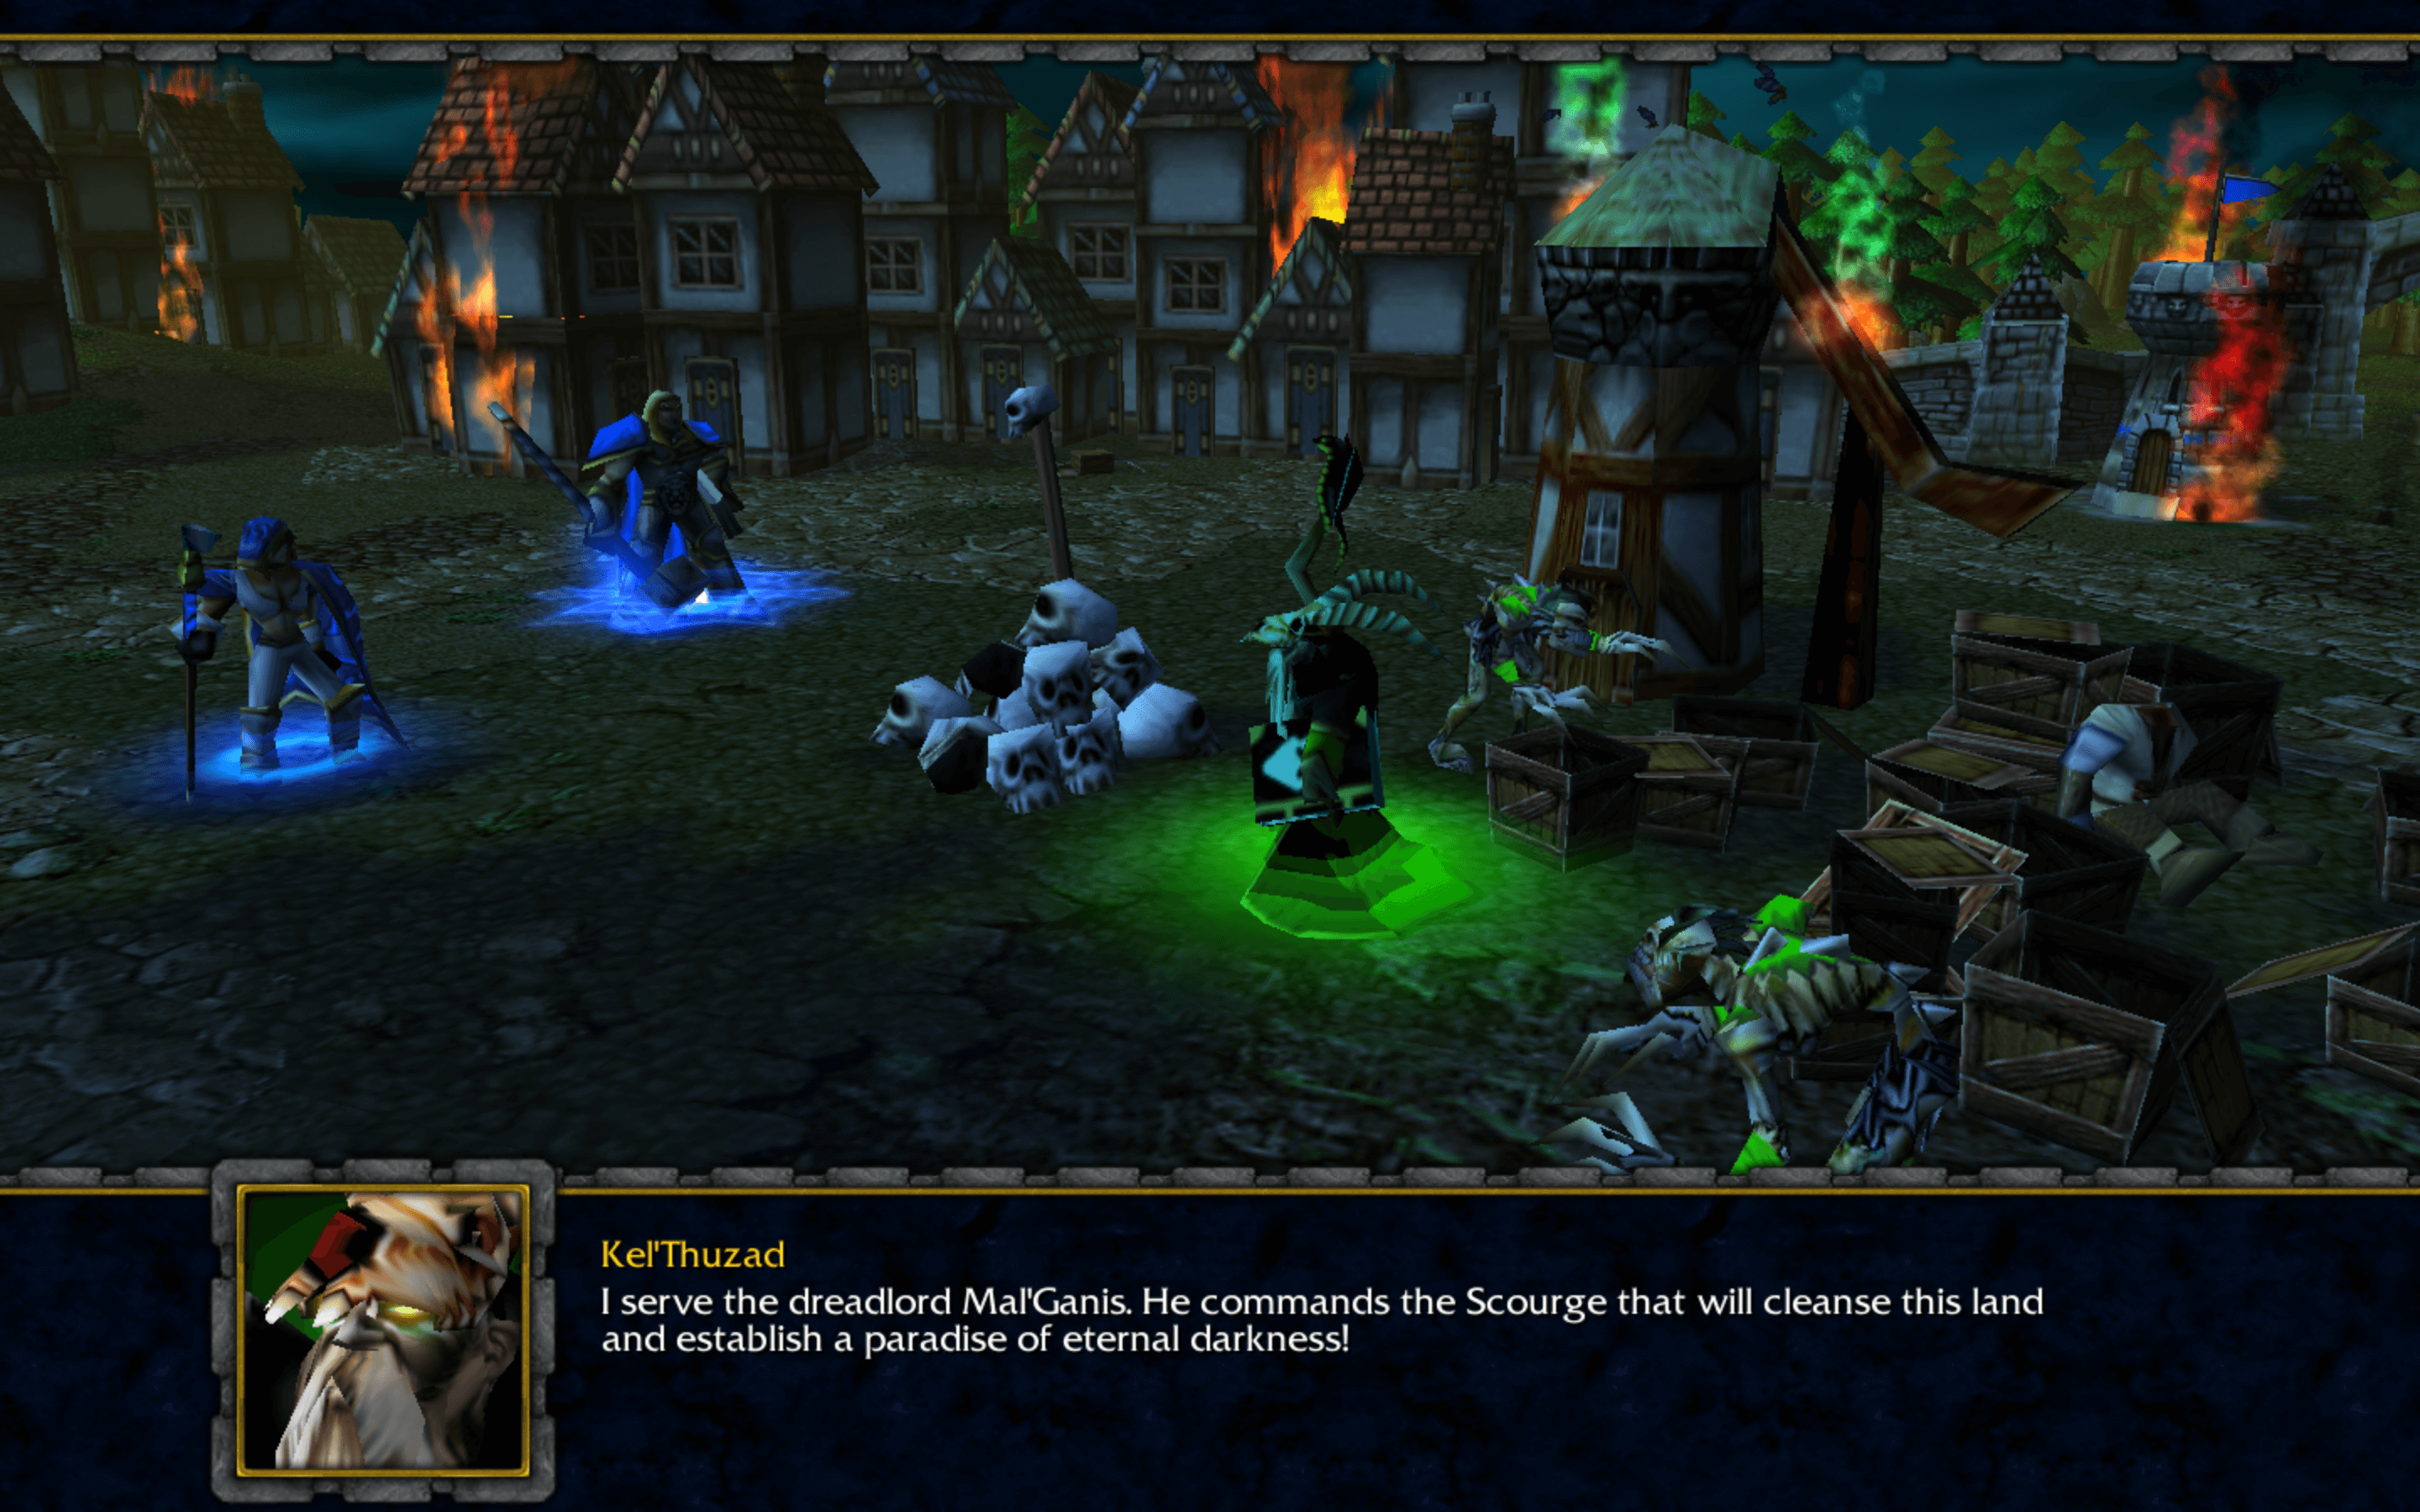 Kel'Thuzad
I serve the dreadlord Mal'Ganis. He commands the Scourge that will cleanse this land
and establish a paradise of eternal darkness!